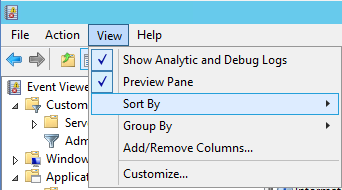 File Action View Help
Show Analytic and Debug Logs
Preview Pane
Sort By
Group By
Add/Remove Columns...
Customize...
Event Viewe
Custom
Serve
Adm
Window
Applicat